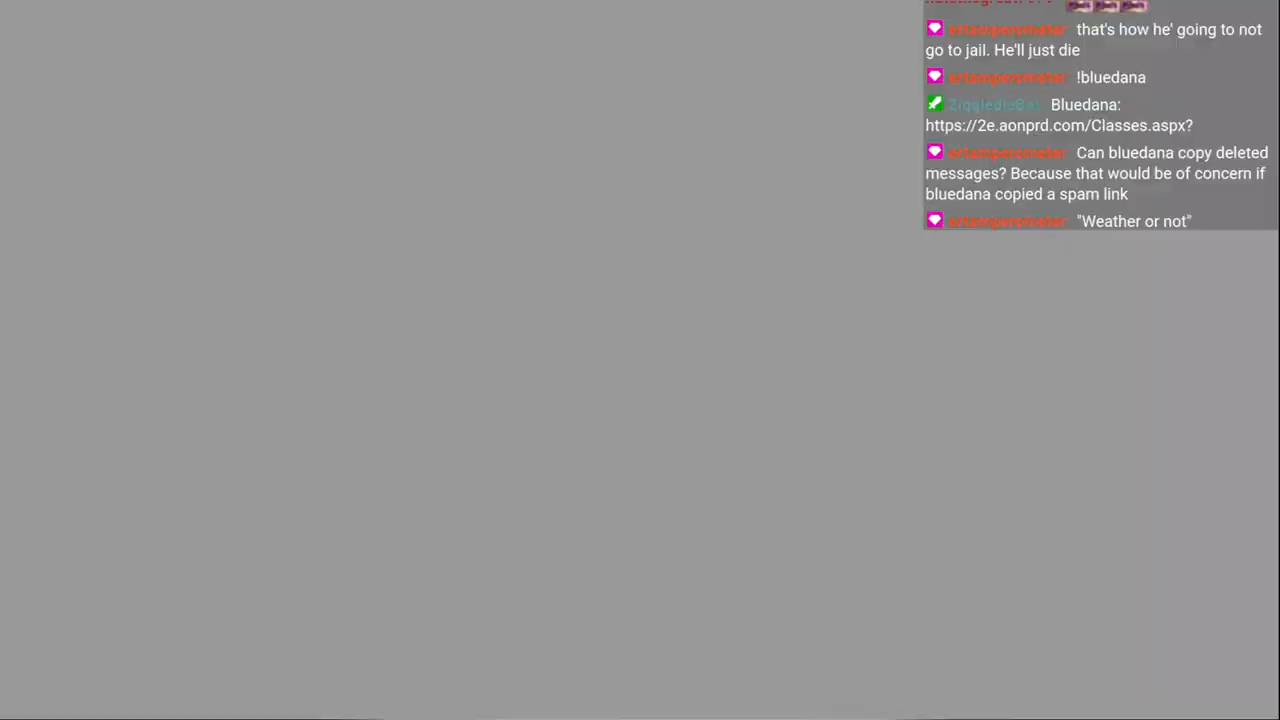 that's how he' going to not
go to jail. He'll just die
ertemperometer !bluedana
Bluedana:
https://2e.aonprd.com/Classes.aspx?
Can bluedana copy deleted
messages? Because that would be of concern if
bluedana copied a spam link
"Weather or not"